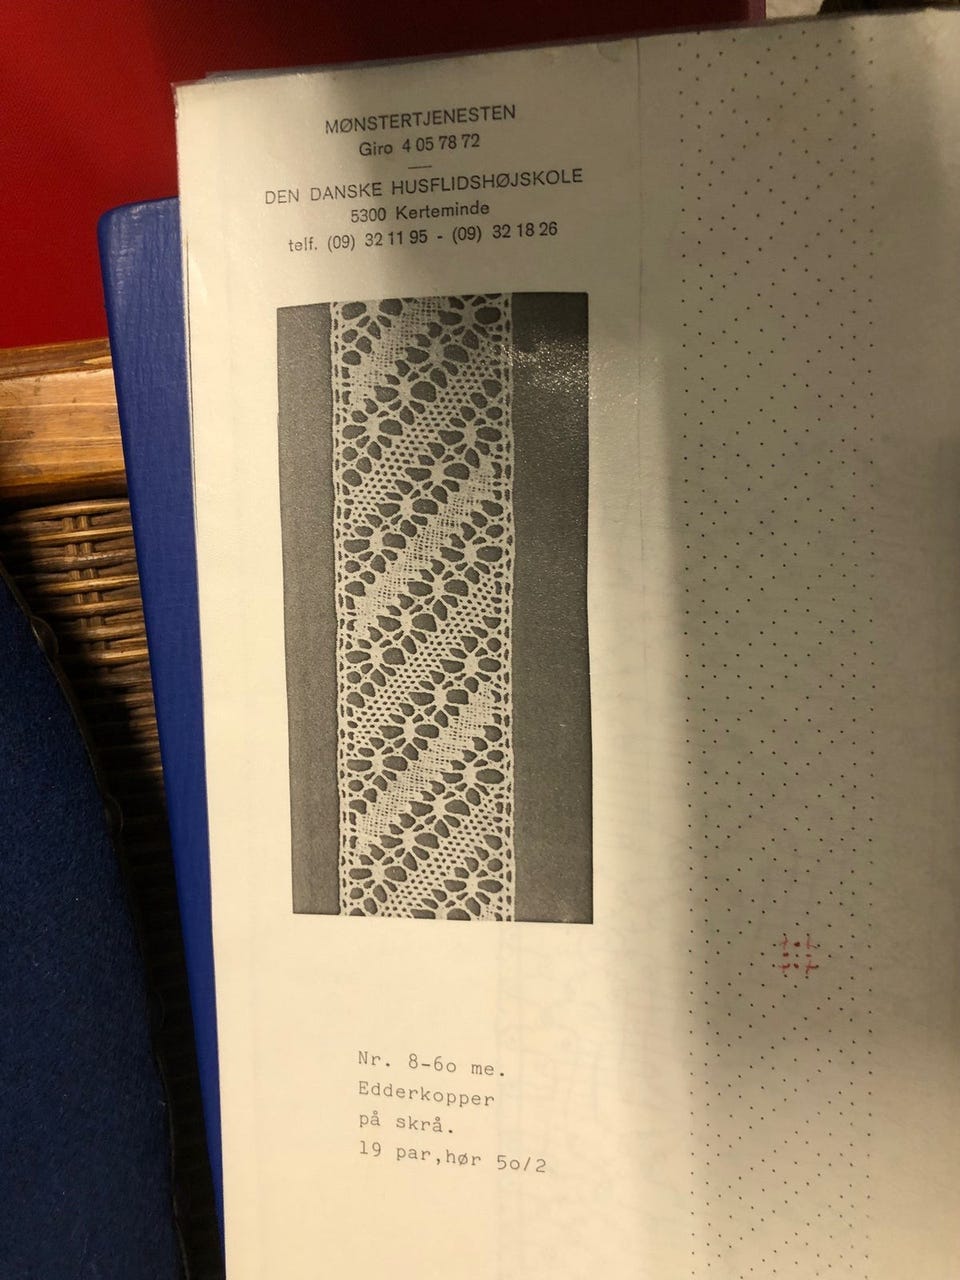 MØNSTERTJENESTEN
Giro 4 05 78 72
DEN DANSKE HUSFLIDSHØJSKOLE
5300 Kerteminde
telf. (09) 32 11 95 - (09) 32 18 26
Nr. 8-6o me.
Edderkopper
på skrå.
19 par,hør 5o/2